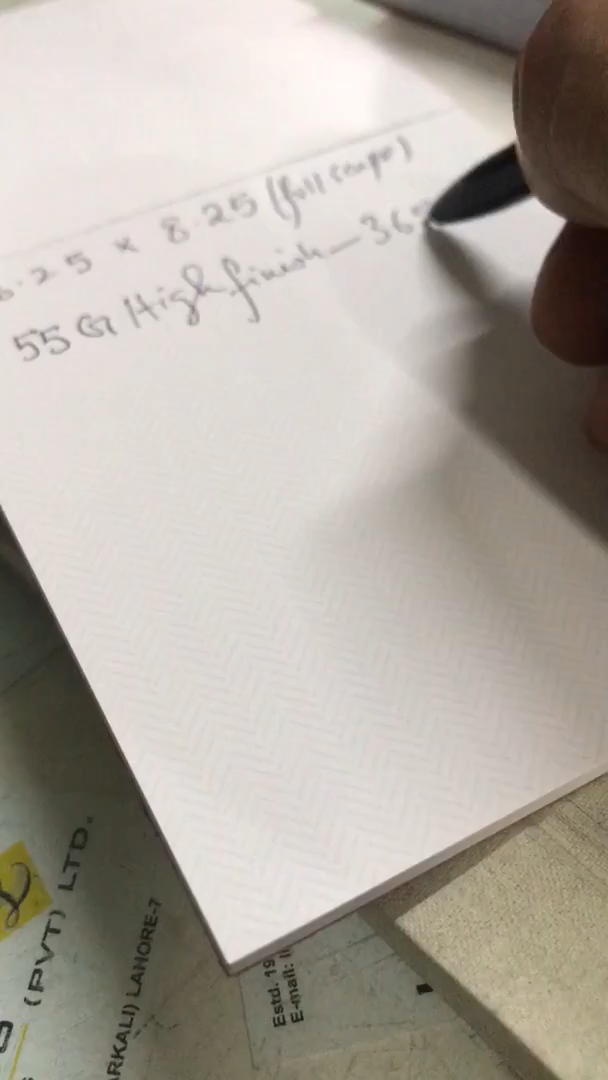 .25 x 8.25 (full scape)
55 G High finish - 36
(PVT) LTD.
ARKALI) LAHORE-7
Estd. 19
E-mail: